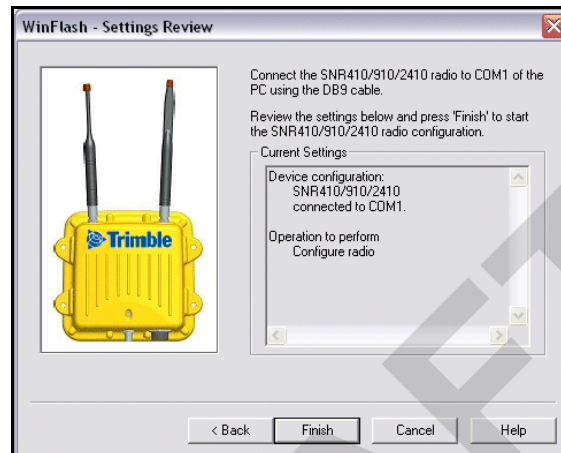 WinFlash - Settings Review
Connect the SNR410/910/2410 radio to COM1 of the
PC using the DB9 cable.
Review the settings below and press 'Finish' to start
the SNR410/910/2410 radio configuration.
Current Settings
Device configuration:
SNR410/910/2410
connected to COM1.
Operation to perform
Configure radio
Trimble
< Back
Finish
Cancel
Help